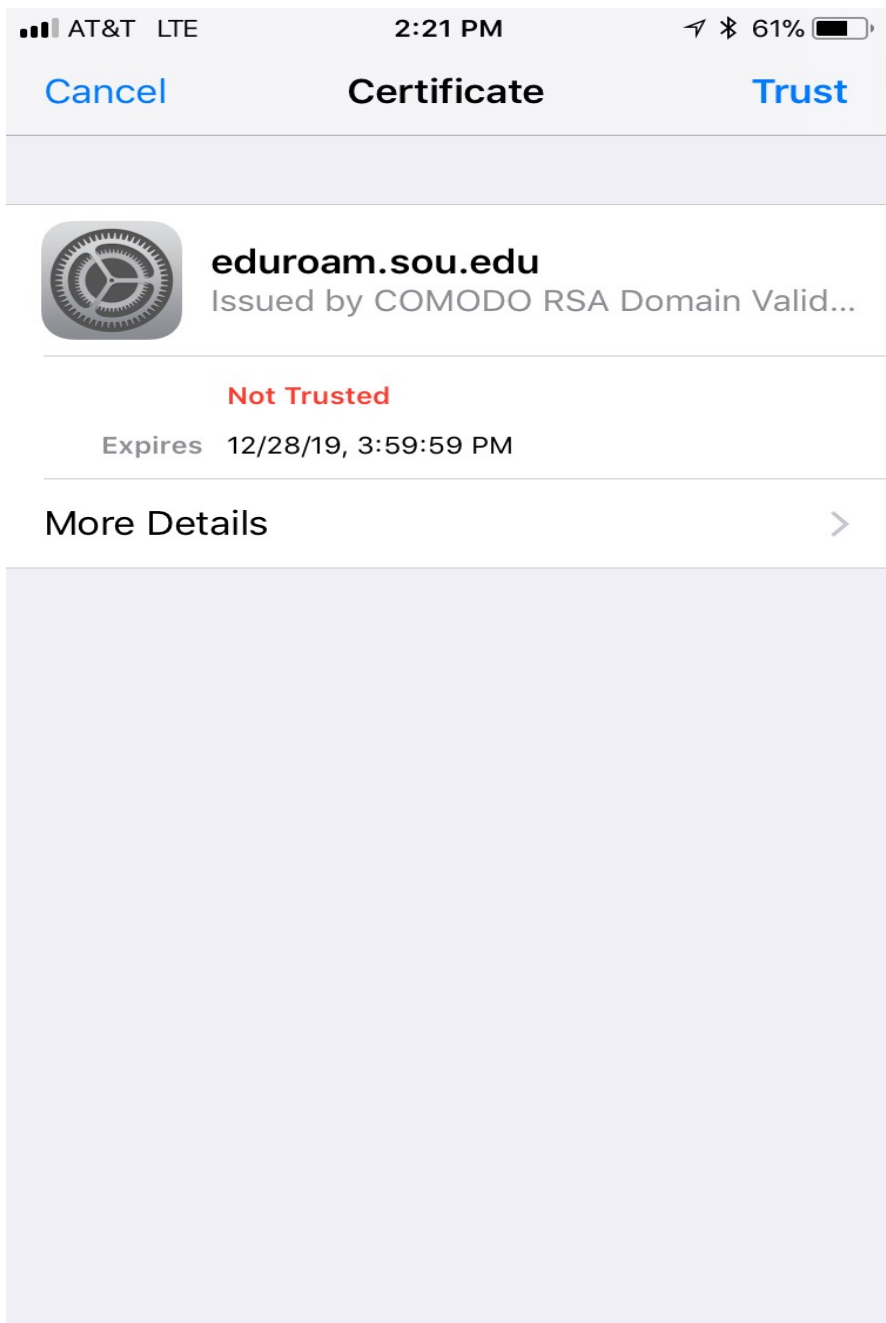 AT&T LTE 2:21 PM 61%
Cancel Certificate Trust
eduroam.sou.edu
Issued by COMODO RSA Domain Valid...
Not Trusted
Expires 12/28/19, 3:59:59 PM
More Details